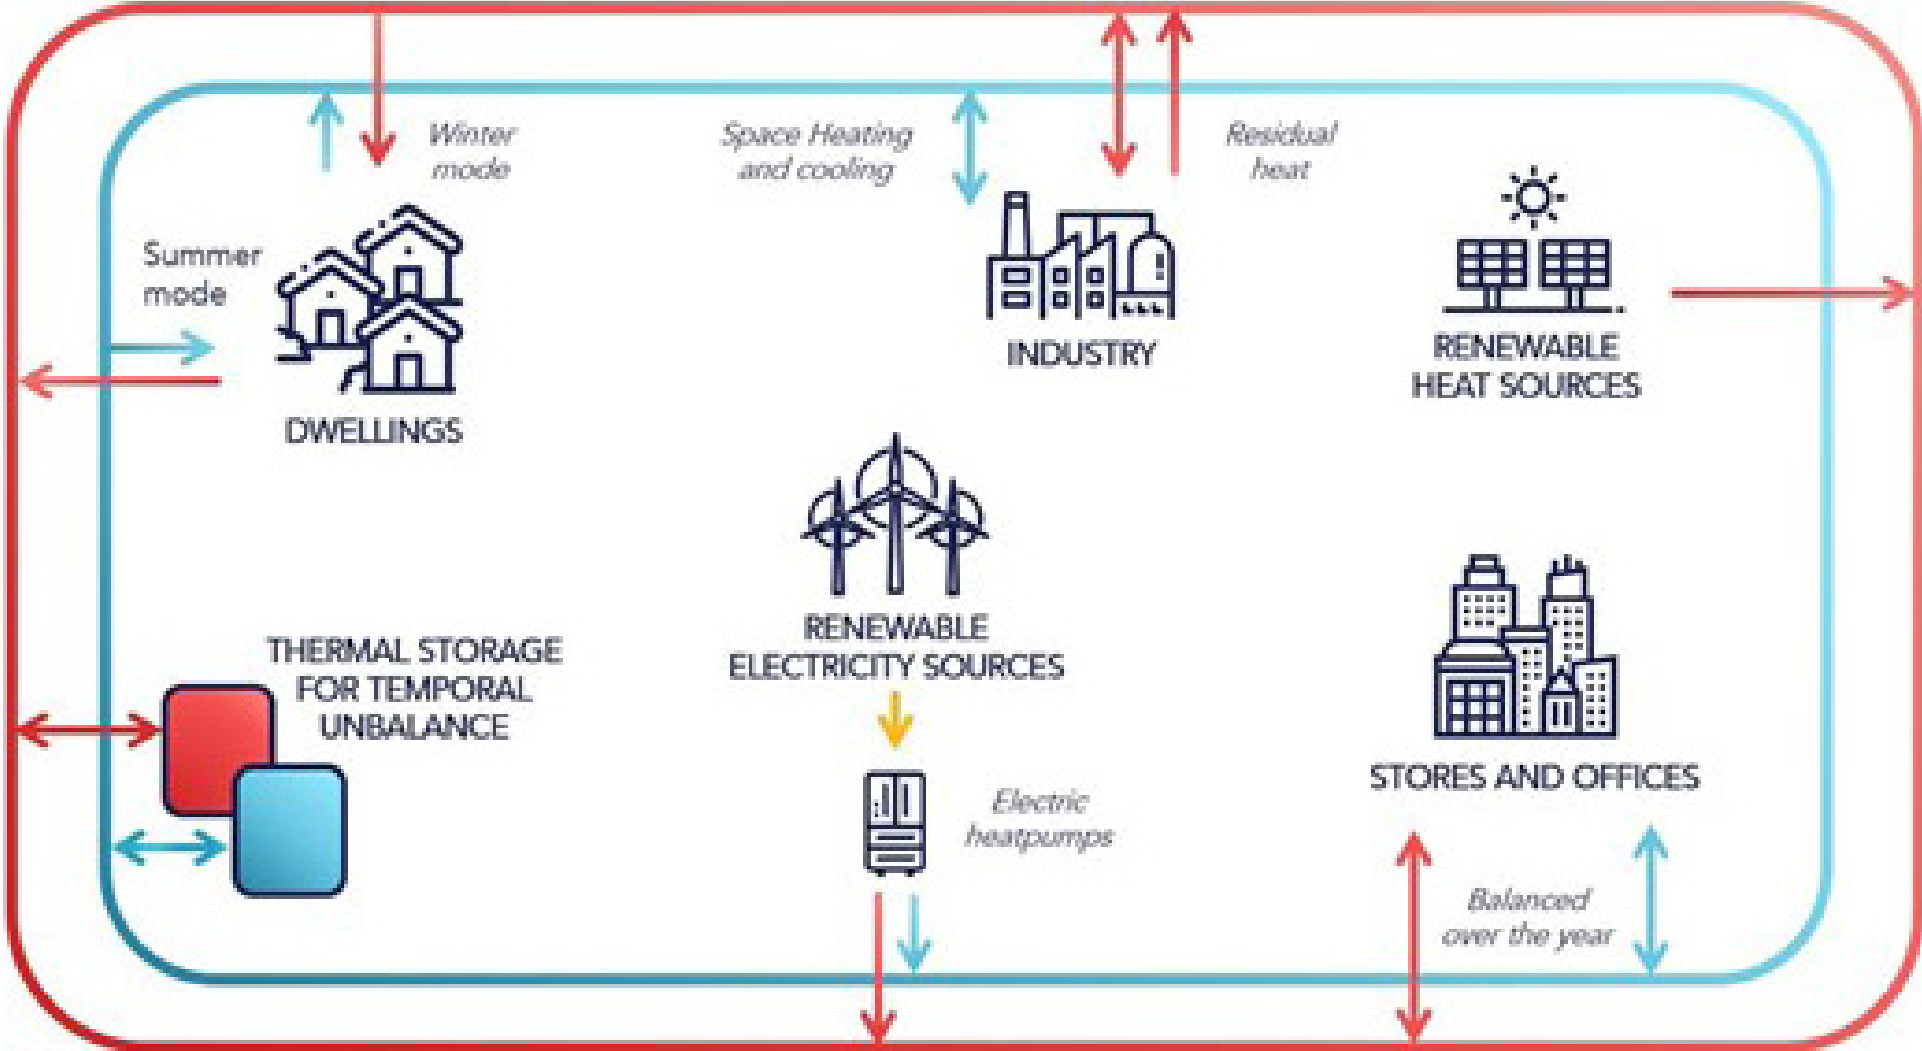 Winter
mode
Space Heating
and cooling
Residual
heat
Summer
mode
DWELLINGS
INDUSTRY
RENEWABLE
HEAT SOURCES
RENEWABLE
ELECTRICITY SOURCES
THERMAL STORAGE
FOR TEMPORAL
UNBALANCE
Electric
heatpumps
STORES AND OFFICES
Balanced
over the year